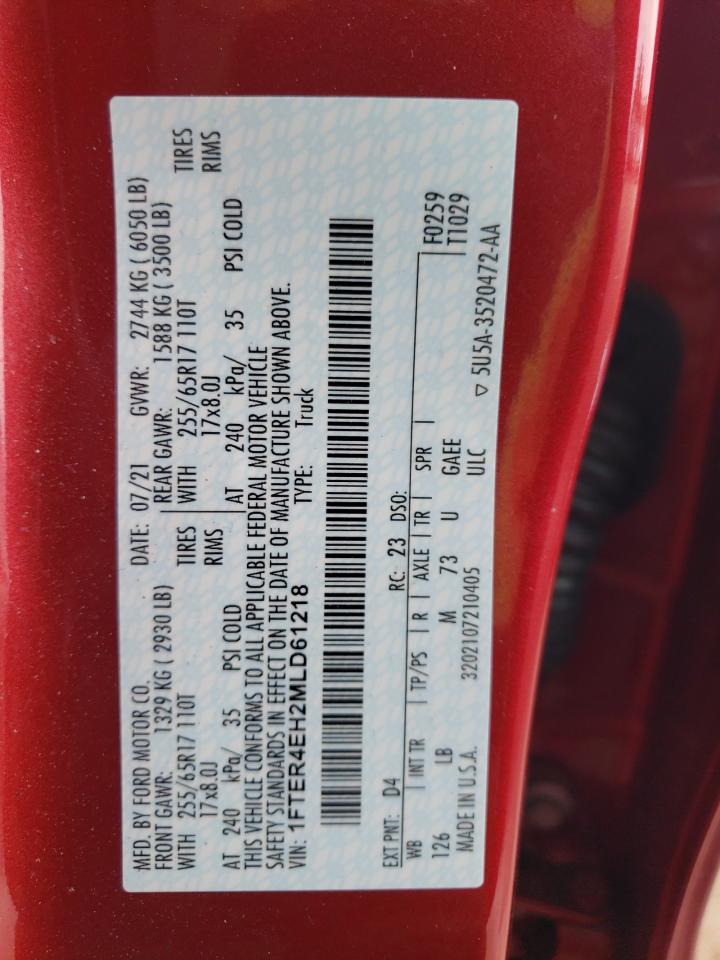 MFD. BY FORD MOTOR CO. DATE: 07/21 GVWR: 2744 KG ( 6050 LB)
FRONT GAWR: 1329 KG ( 2930 LB) REAR GAWR: 1588 KG ( 3500 LB)
WITH 255/65R17 110T TIRES WITH 255/65R17 110T TIRES
17x8.0J RIMS 17x8.0J RIMS
AT 240 kPa/ 35 PSI COLD AT 240 kPa/ 35 PSI COLD
THIS VEHICLE CONFORMS TO ALL APPLICABLE FEDERAL MOTOR VEHICLE
SAFETY STANDARDS IN EFFECT ON THE DATE OF MANUFACTURE SHOWN ABOVE.
VIN: 1FTER4EH2MLD61218 TYPE: Truck
EXT PNT: D4 RC: 23 DSO: F0259
WB INT TR TP/PS R AXLE TR SPR T1029
126 LB M 73 U GAEE
MADE IN U.S.A. 3202107210405 ULC ▽ 5U5A-3520472-AA